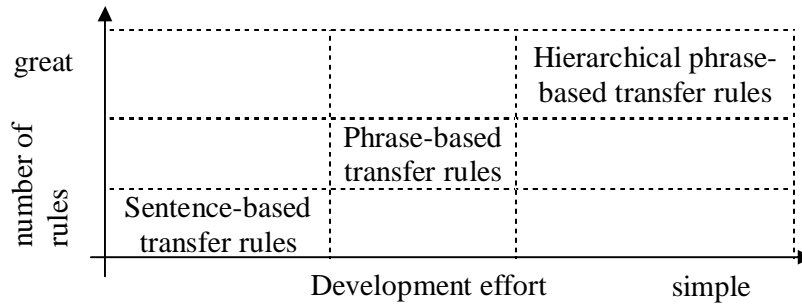 great
Hierarchical phrase-
based transfer rules
number of
rules
Phrase-based
transfer rules
Sentence-based
transfer rules
Development effort
simple